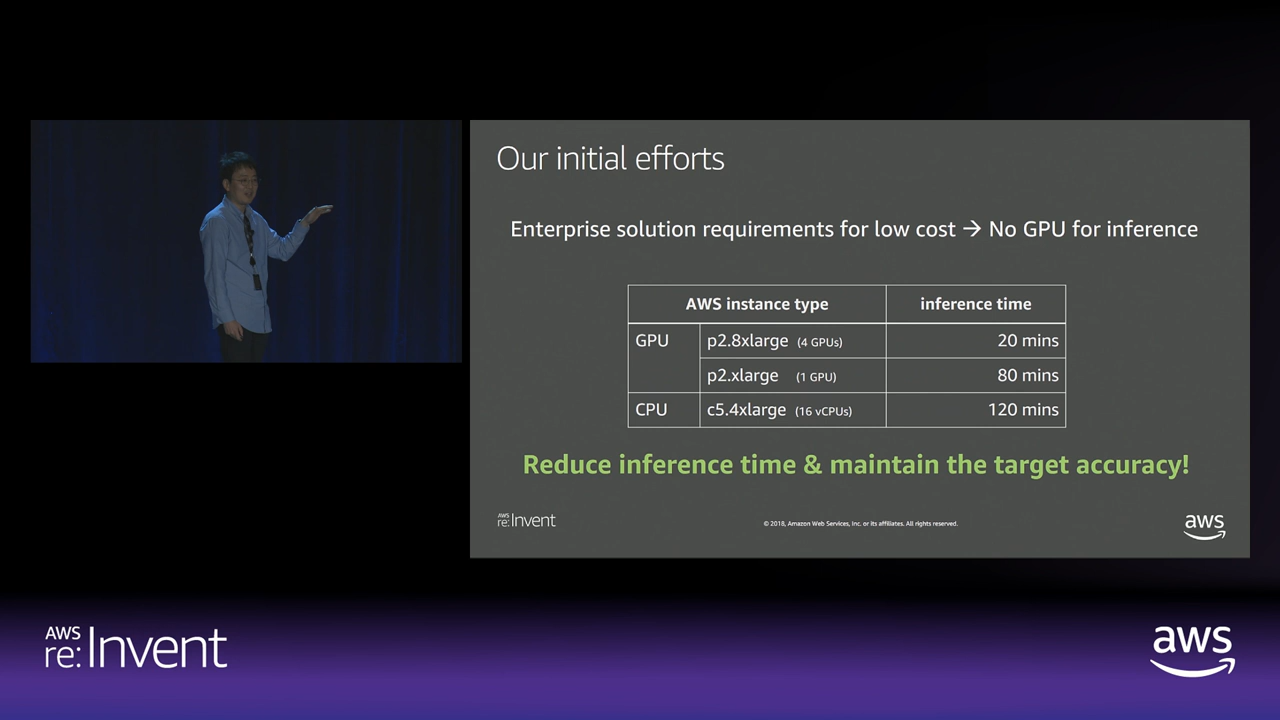 Our initial efforts
Enterprise solution requirements for low cost → No GPU for inference
AWS instance type inference time
GPU p2.8xlarge (4 GPUs) 20 mins
p2.xlarge (1 GPU) 80 mins
CPU c5.4xlarge (16 vCPUs) 120 mins
Reduce inference time & maintain the target accuracy!
AWS
re:Invent
© 2018, Amazon Web Services, Inc. or its affiliates. All rights reserved.
aws
AWS
re:Invent
aws